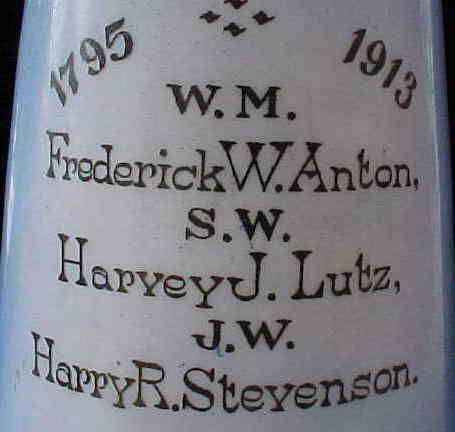 1795 1913
W. M.
Frederick W. Anton,
S. W.
Harvey J. Lutz,
J. W.
Harry R. Stevenson.